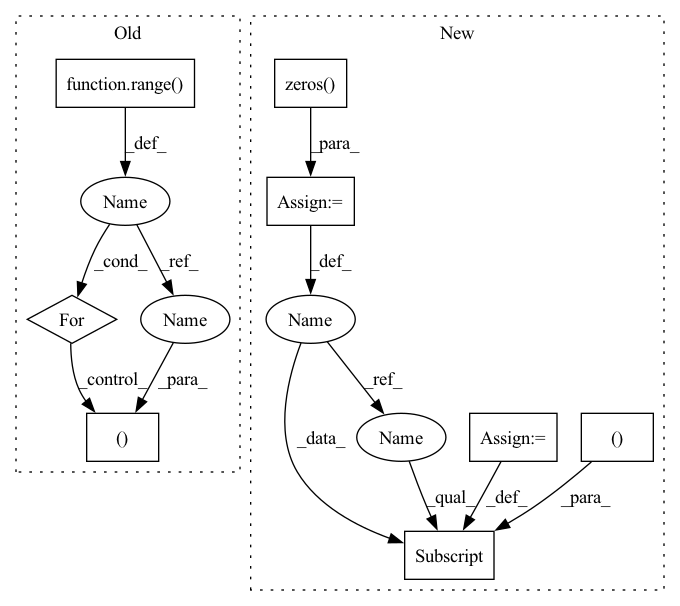 Old
New
function.range()
zeros()
_def_
_para_
Name
Assign:=
_cond_
_ref_
_def_
For
Name
Name
_control_
_para_
_ref_
_data_
Name
Assign:=
()
()
_qual_
_def_
_para_
Subscript